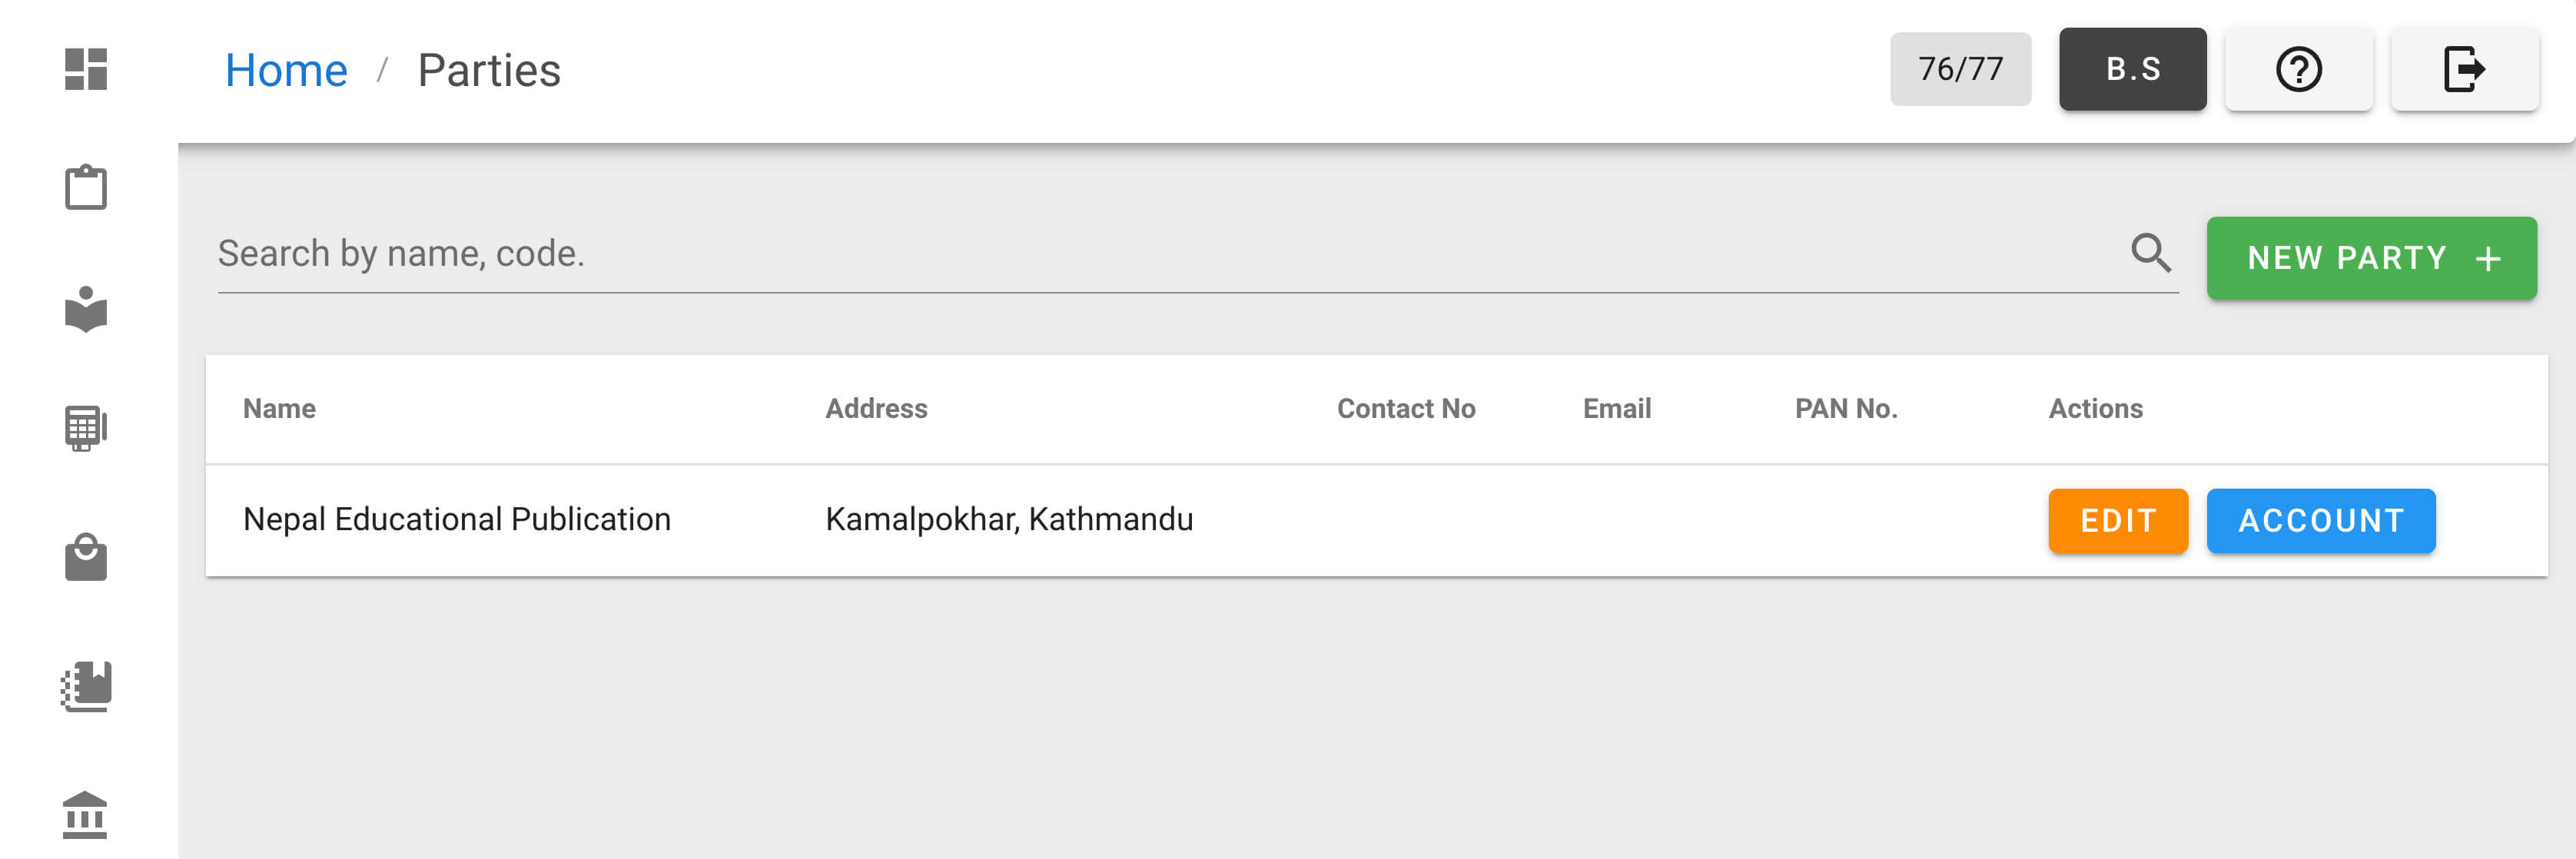 Home / Parties 76/77 B.S
Search by name, code. NEW PARTY +
Name Address Contact No Email PAN No. Actions
Nepal Educational Publication Kamalpokhar, Kathmandu EDIT ACCOUNT